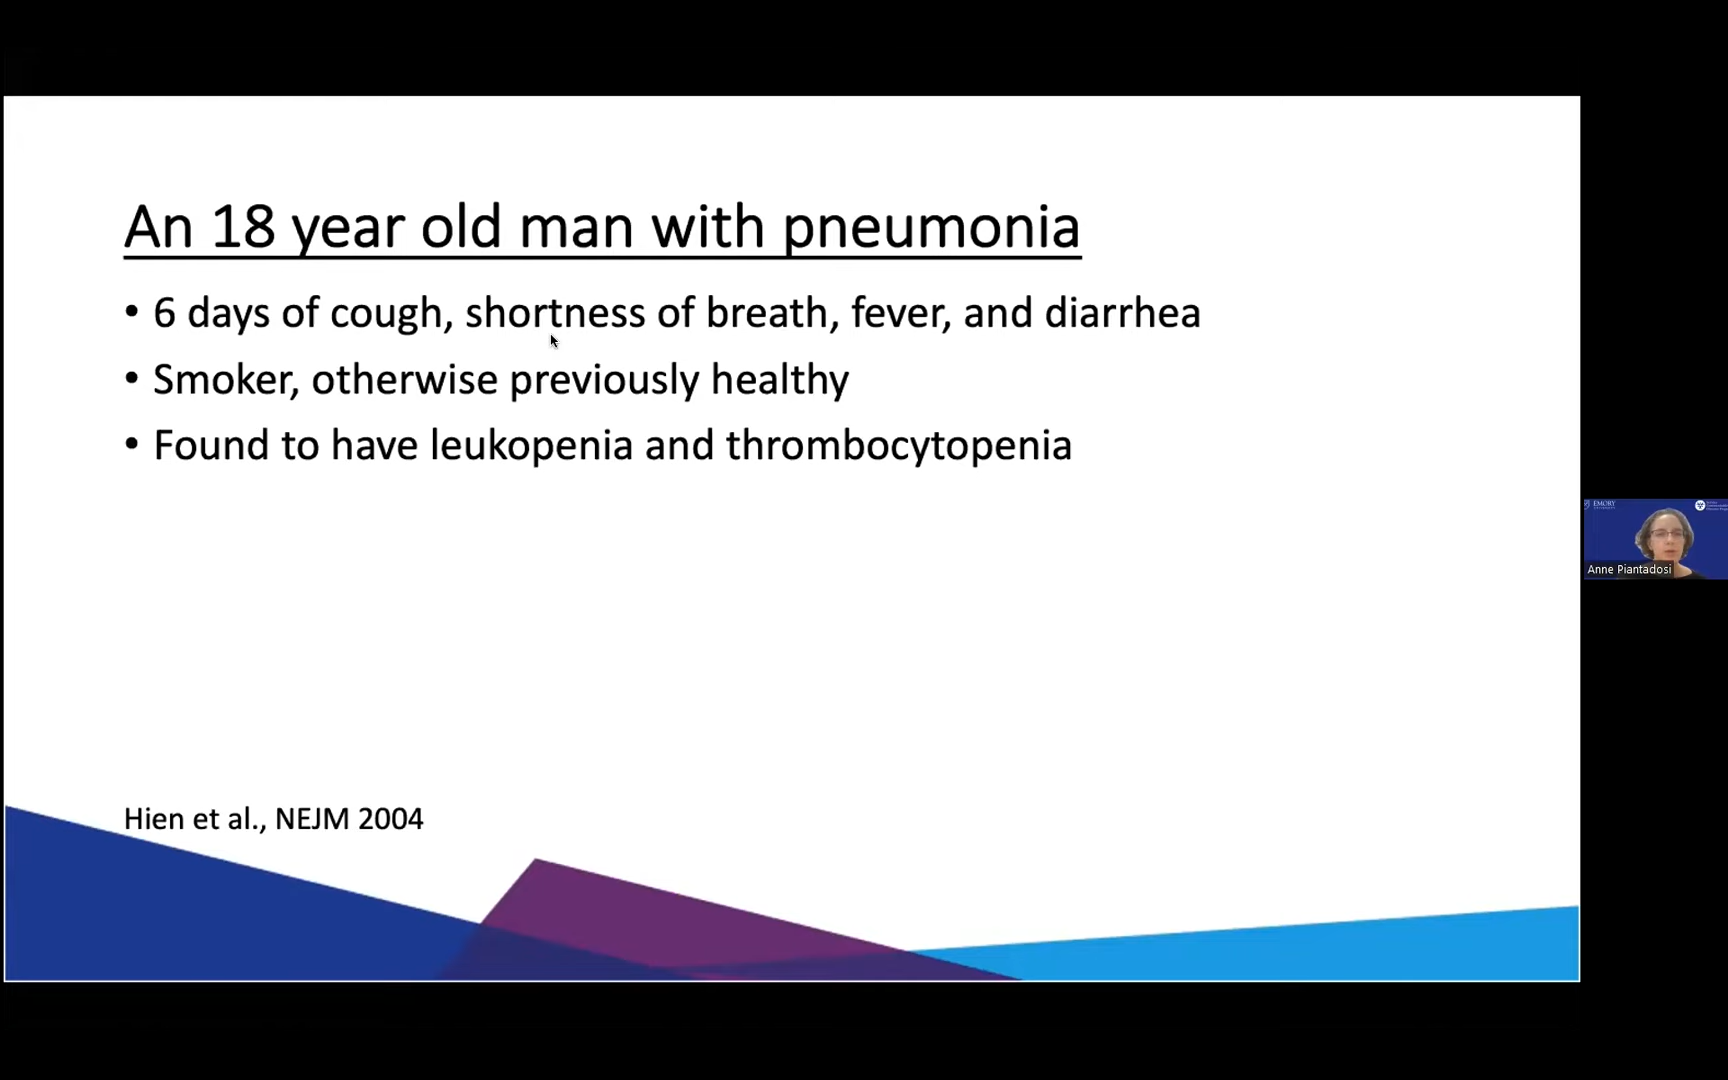 An 18 year old man with pneumonia
• 6 days of cough, shortness of breath, fever, and diarrhea
• Smoker, otherwise previously healthy
• Found to have leukopenia and thrombocytopenia
EMORY
Anne Piantadosi
Hien et al., NEJM 2004